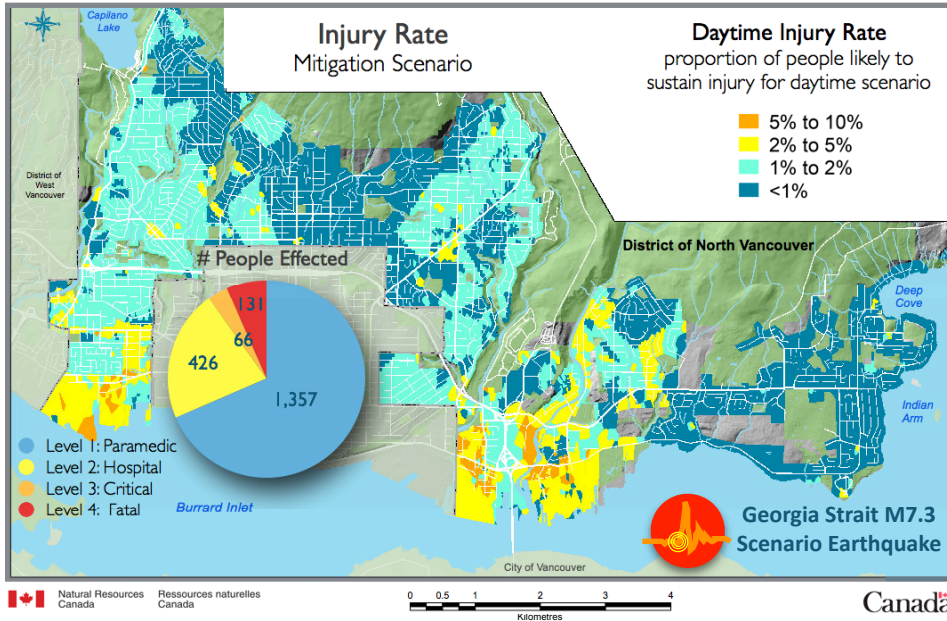 Capilano
Lake
Injury Rate
Mitigation Scenario
Daytime Injury Rate
proportion of people likely to
sustain injury for daytime scenario
5% to 10%
2% to 5%
1% to 2%
<1%
District of
West
Vancouver
District of North Vancouver
# People Effected
131
66
426
1,357
Deep
Cove
Indian
Arm
Level 1: Paramedic
Level 2: Hospital
Level 3: Critical
Level 4: Fatal
Burrard Inlet
Georgia Strait M7.3
Scenario Earthquake
City of Vancouver
Natural Resources
Canada
Ressources naturelles
Canada
0 0.5 1 2 3 4
Kilometres
Canada